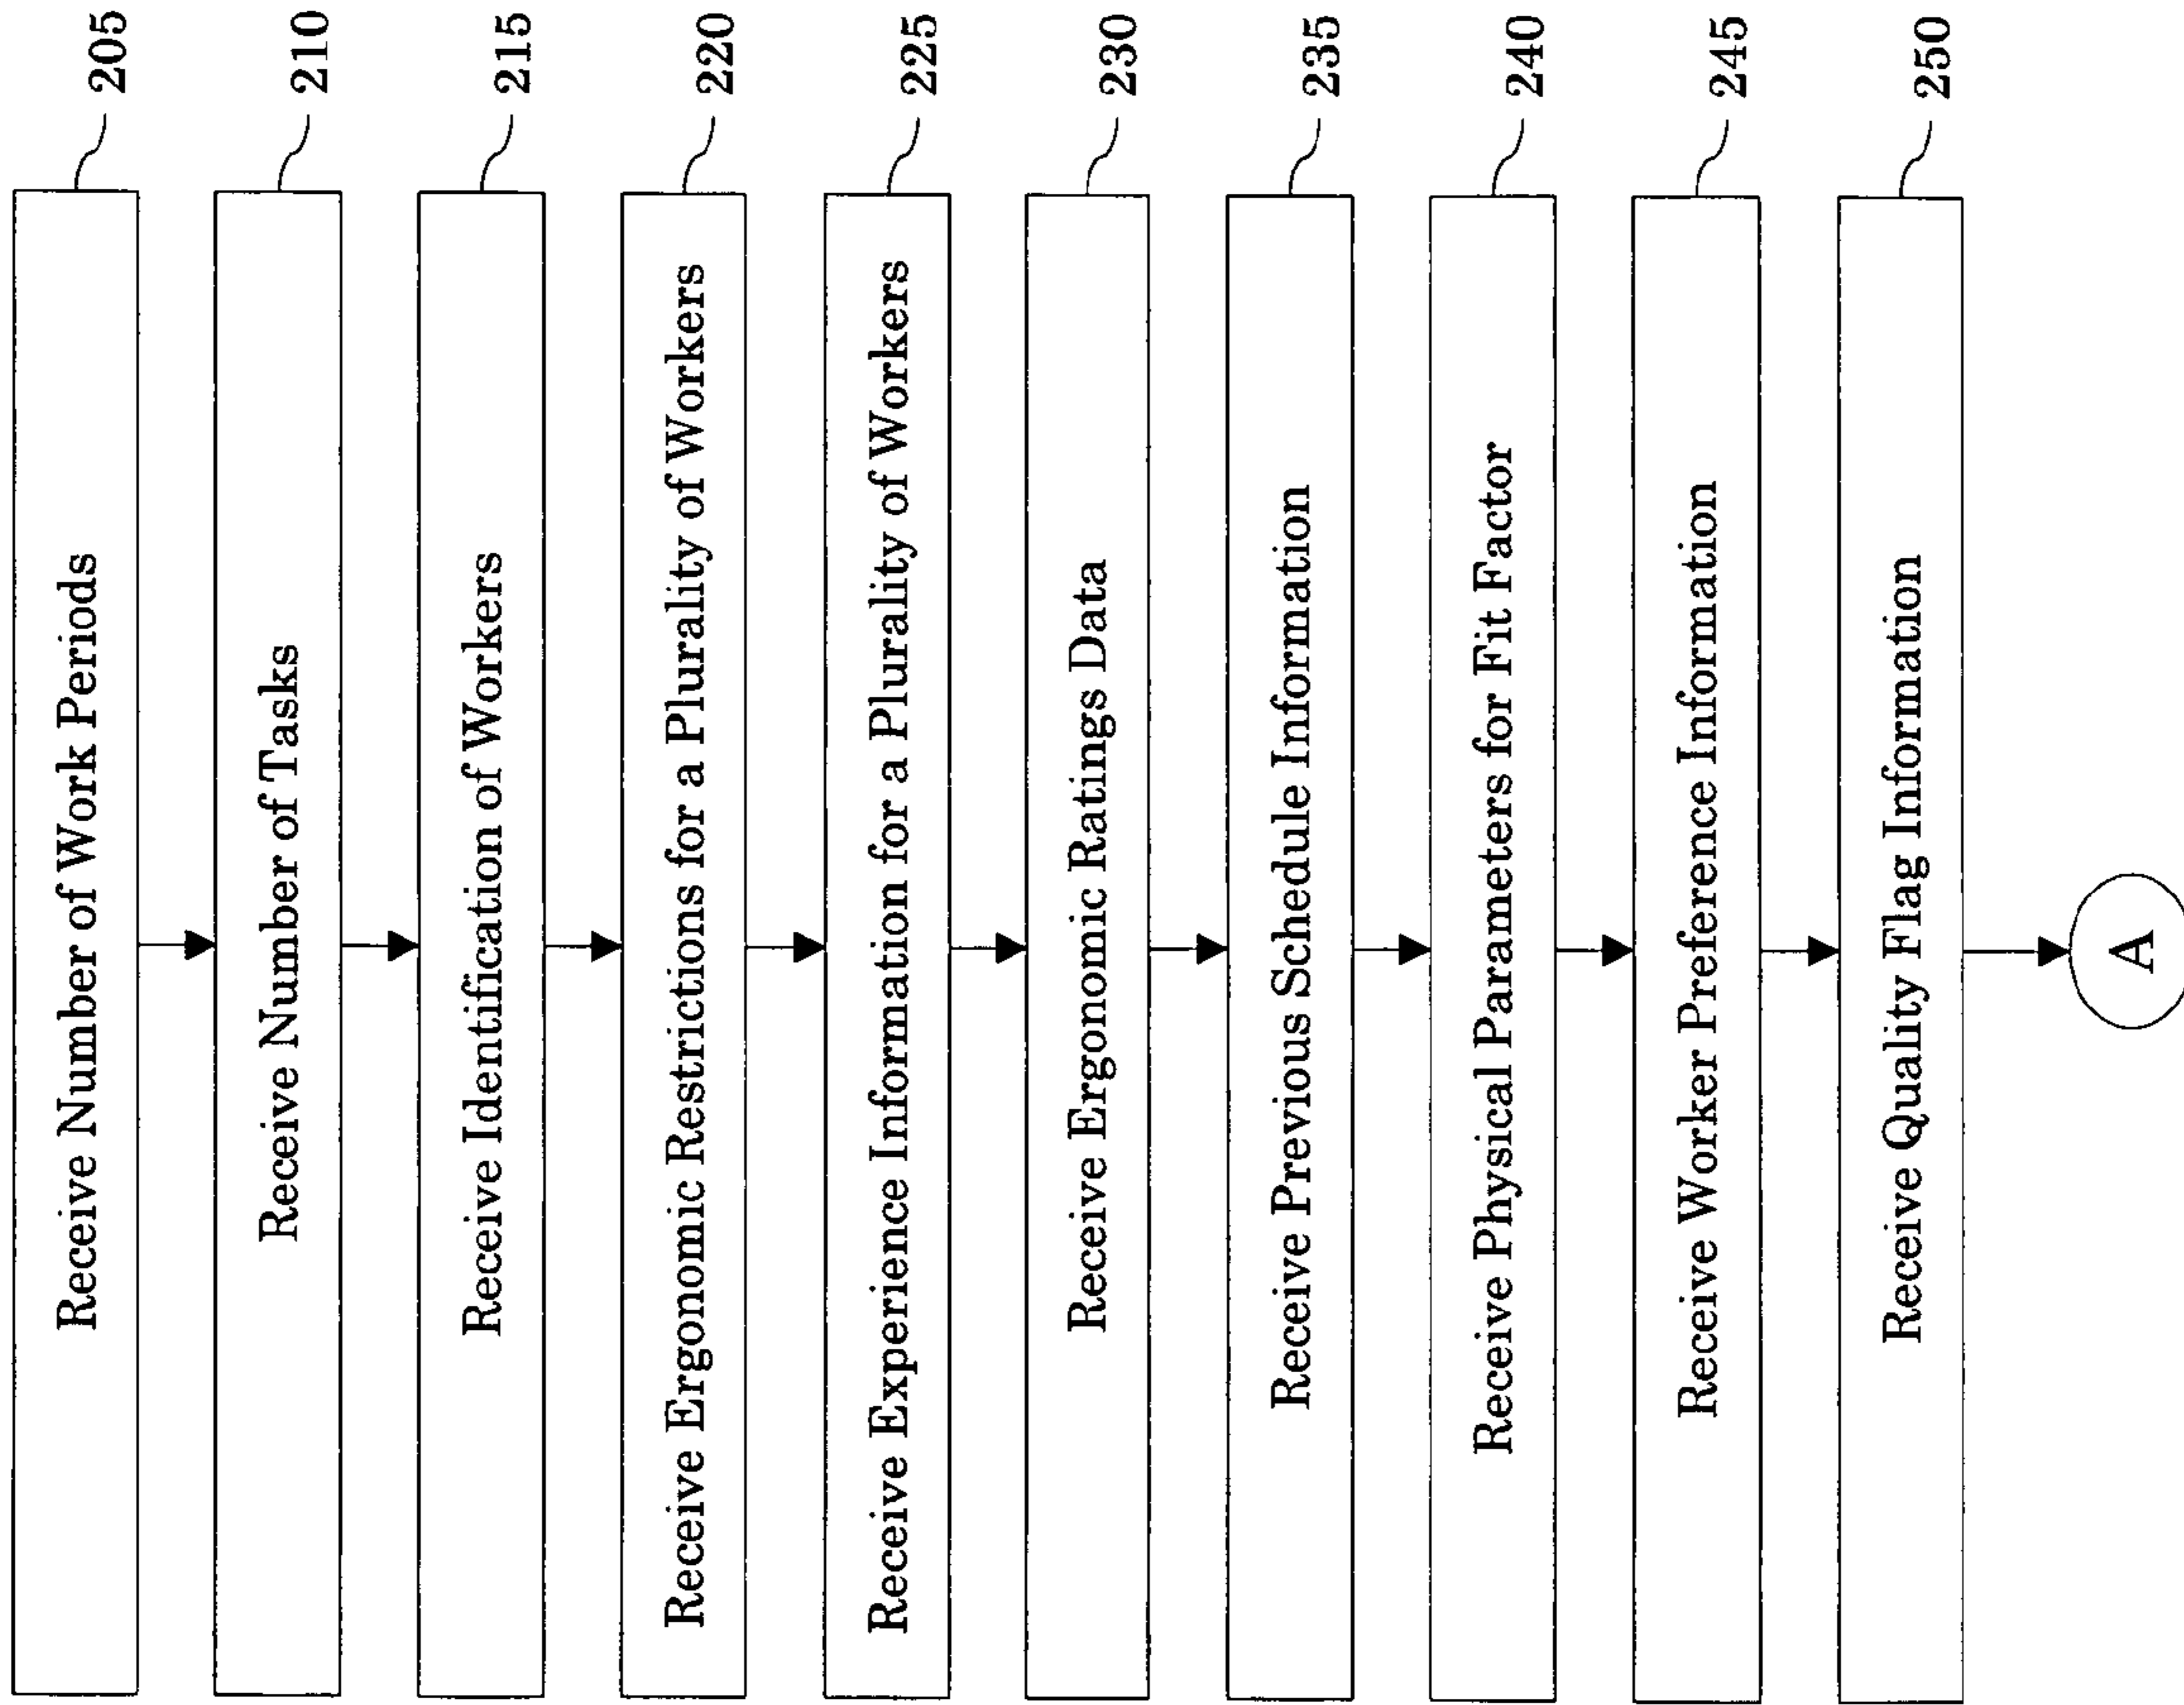 Receive Number of Work Periods
205
Receive Number of Tasks
210
Receive Identification of Workers
215
Receive Ergonomic Restrictions for a Plurality of Workers
220
Receive Experience Information for a Plurality of Workers
225
Receive Ergonomic Ratings Data
230
Receive Previous Schedule Information
235
Receive Physical Parameters for Fit Factor
240
Receive Worker Preference Information
245
Receive Quality Flag Information
250
A